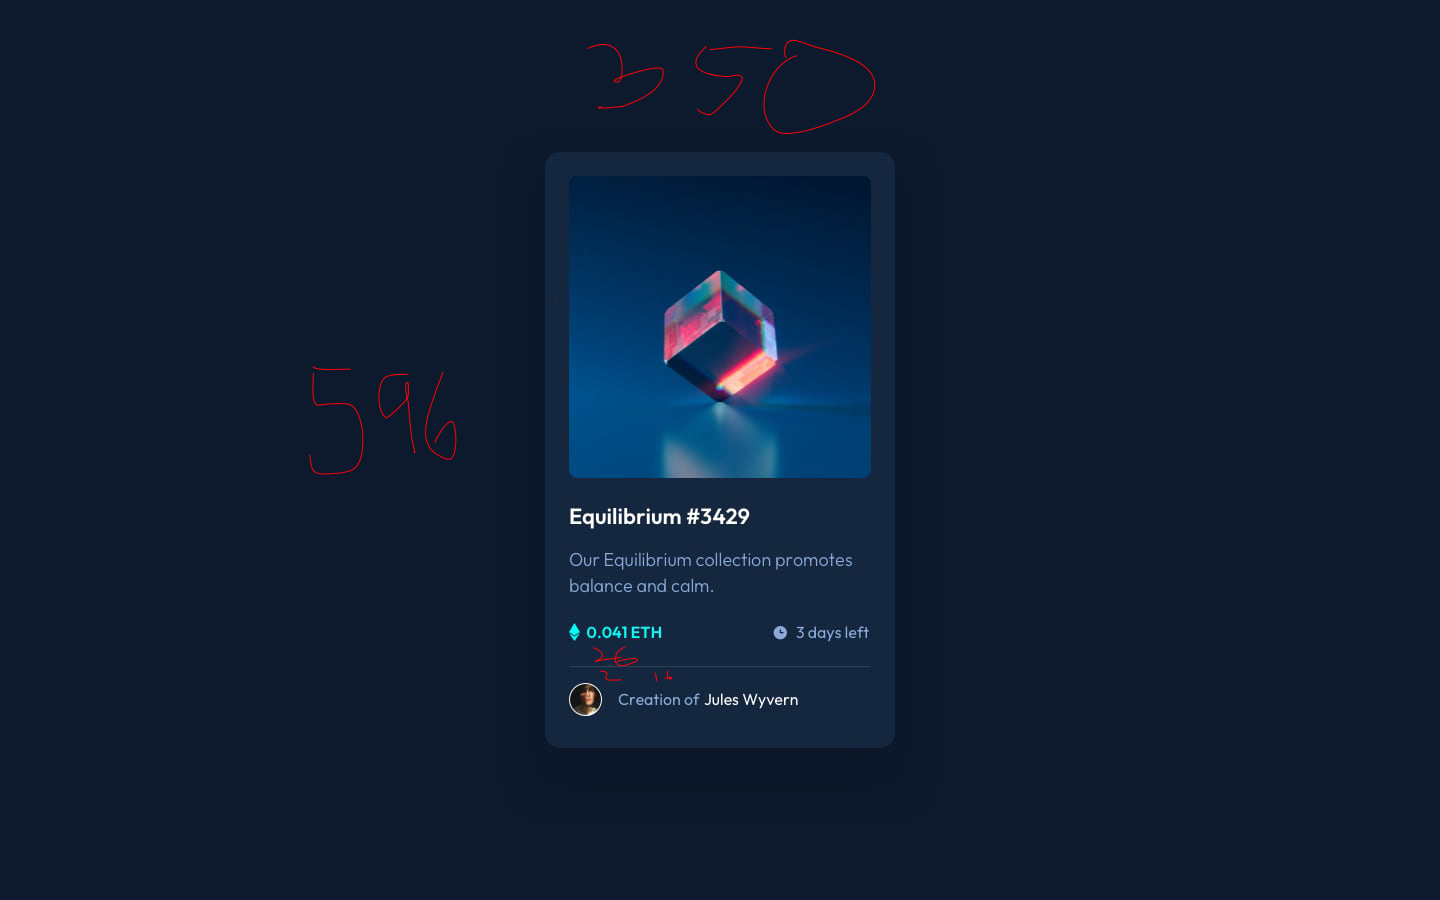 350
596
Equilibrium #3429
Our Equilibrium collection promotes
balance and calm.
0.041 ETH 3 days left
26
Creation of Jules Wyvern